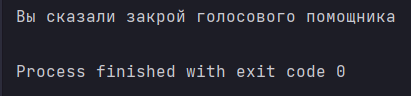 Вы сказали закрой голосового помощника
Process finished with exit code 0